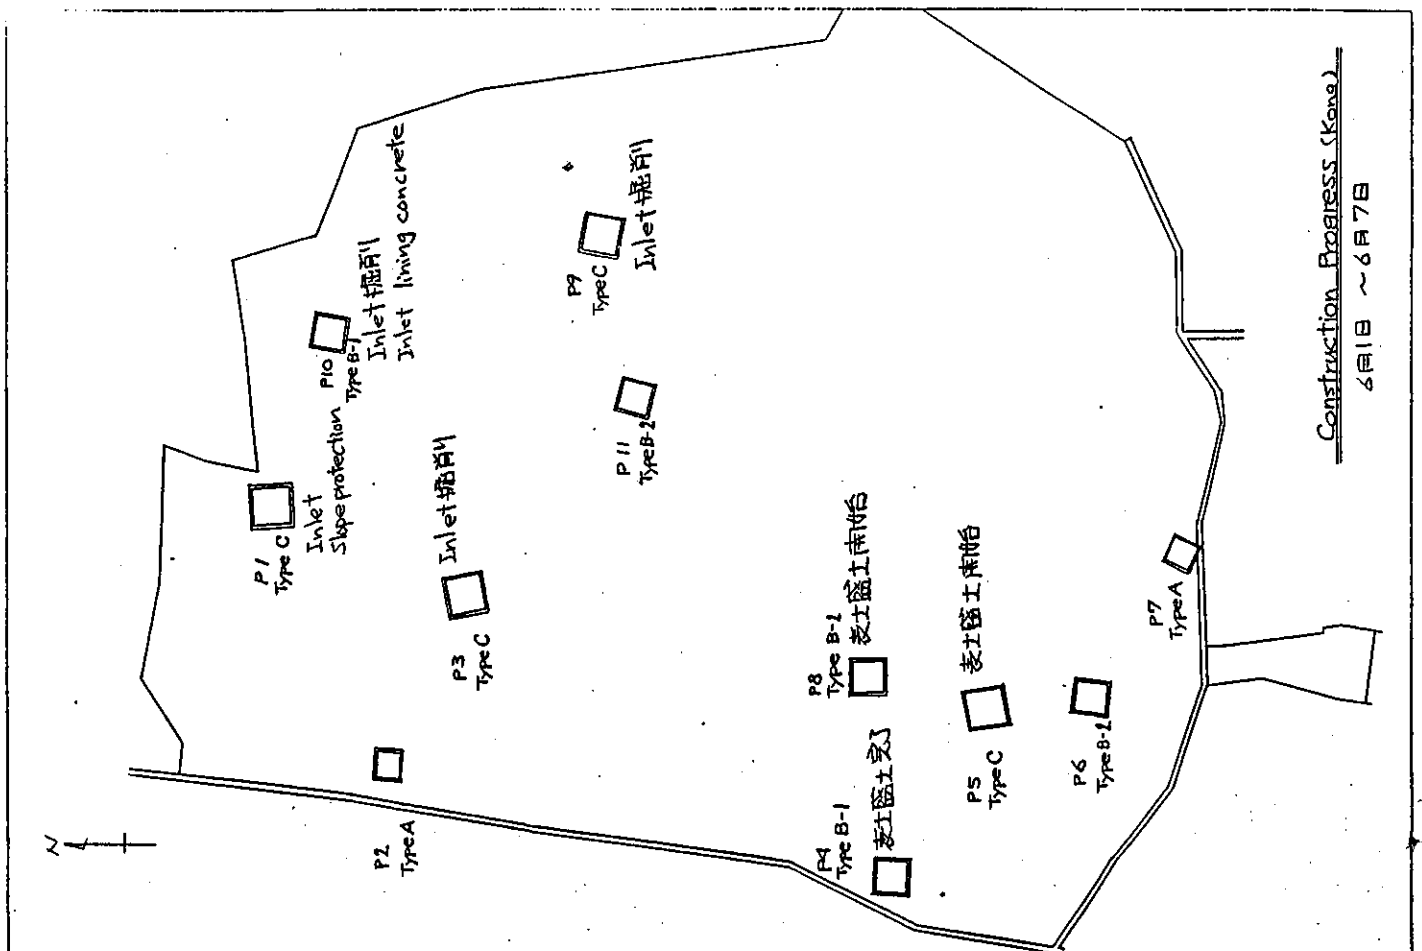 Construction Progress (Kong)
6月1日 ～6月7日
P1
Type C
Inlet
Slope protection
P10
Type B-1
Inlet 掘削
Inlet lining concrete
P3
Type C
Inlet 掘削
P9
Type C
Inlet 掘削
P11
Type B-2
P2
Type A
P8
Type B-2
表土盛土開始
P4
Type B-1
表土盛土完了
P5
Type C
表土盛土開始
P6
Type B-2
P7
Type A
N